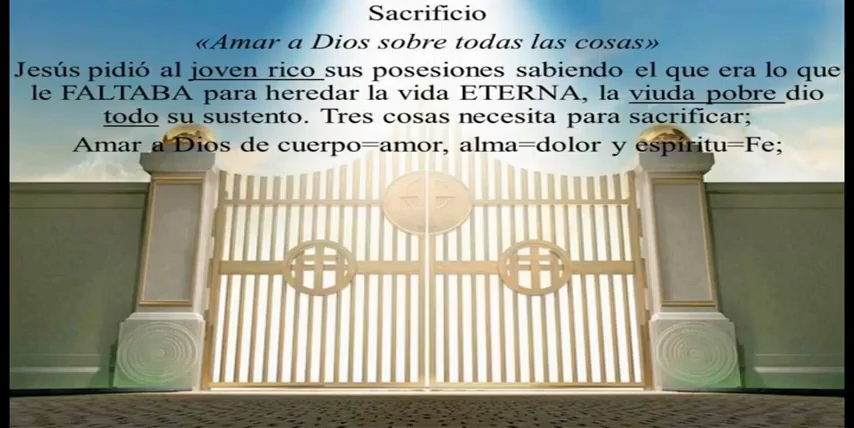 Sacrificio
«Amar a Dios sobre todas las cosas»
Jesús pidió al joven rico sus posesiones sabiendo el que era lo que
le FALTABA para heredar la vida ETERNA, la viuda pobre dio
todo su sustento. Tres cosas necesita para sacrificar;
Amar a Dios de cuerpo=amor, alma=dolor y espíritu=Fe;